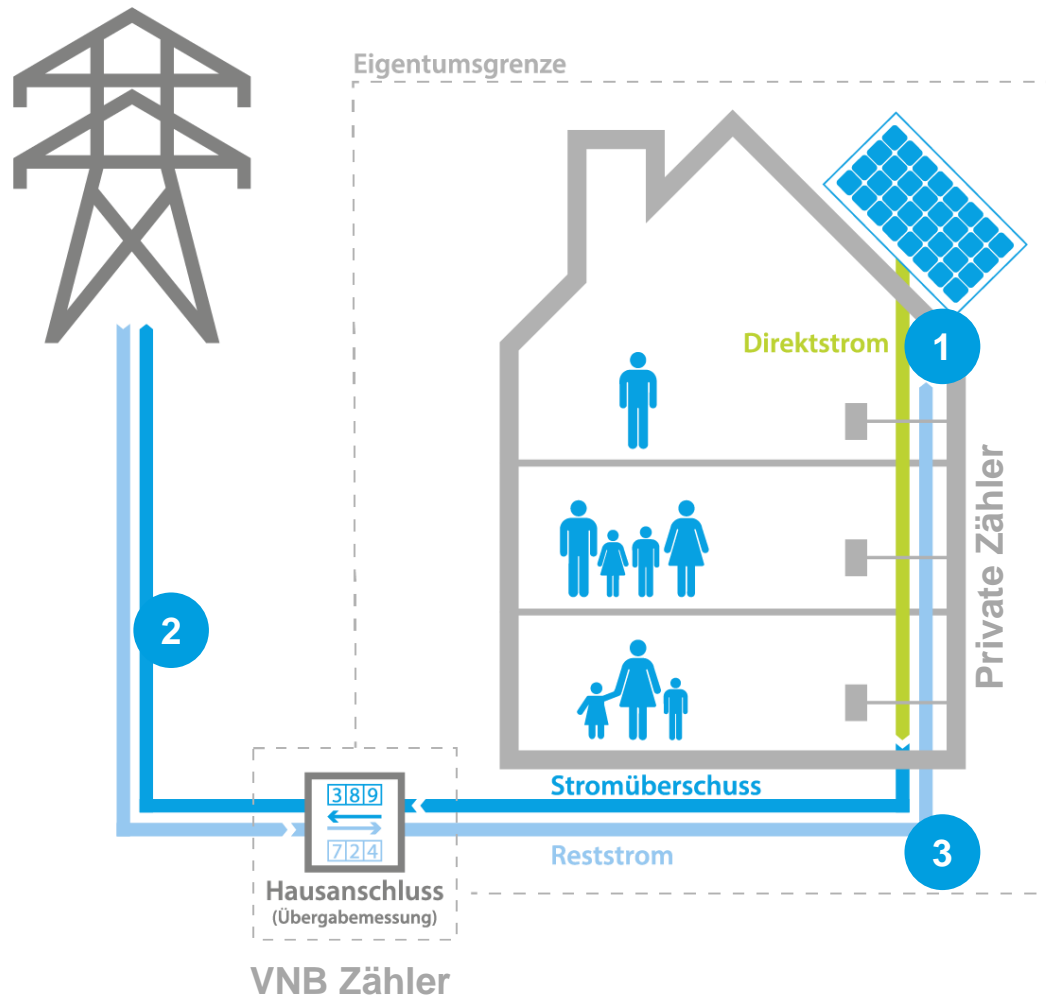 Eigentumsgrenze
Direktstrom
1
Private Zähler
2
Stromüberschuss
389
724
Reststrom
3
Hausanschluss
(Übergabemessung)
VNB Zähler